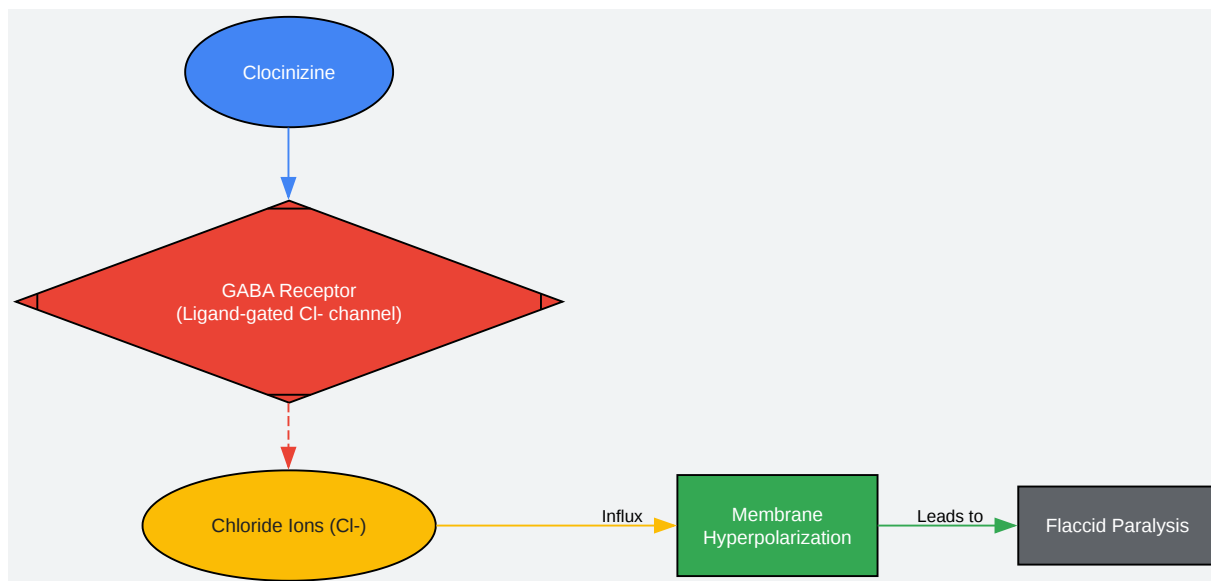 Clocinizine
GABA Receptor
(Ligand-gated Cl- channel)
Chloride Ions (Cl-)
Influx
Membrane
Hyperpolarization
Leads to
Flaccid Paralysis